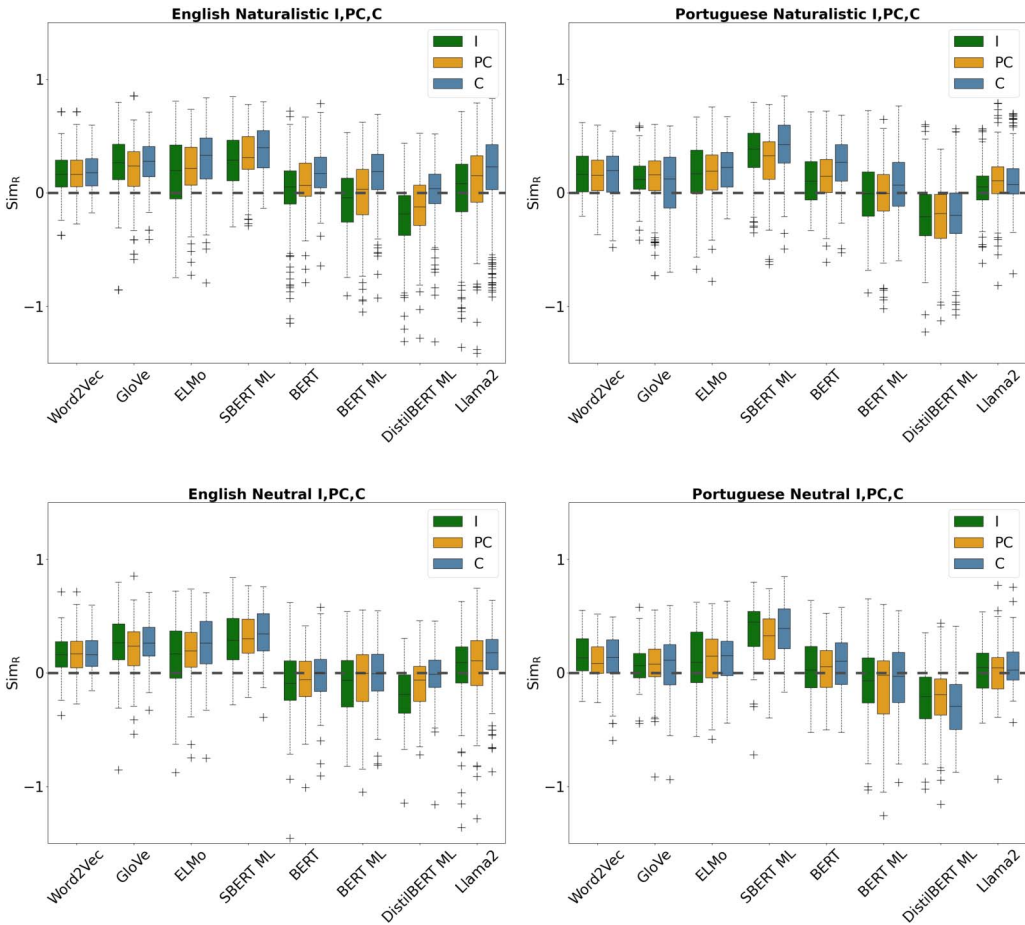 English Naturalistic I,PC,C
I
PC
C
1
0
−1
SimR
Word2Vec
GloVe
ELMo
SBERT ML
BERT
BERT ML
DistilBERT ML
Llama2
Portuguese Naturalistic I,PC,C
I
PC
C
1
0
−1
SimR
Word2Vec
GloVe
ELMo
SBERT ML
BERT
BERT ML
DistilBERT ML
Llama2
English Neutral I,PC,C
I
PC
C
1
0
−1
SimR
Word2Vec
GloVe
ELMo
SBERT ML
BERT
BERT ML
DistilBERT ML
Llama2
Portuguese Neutral I,PC,C
I
PC
C
1
0
−1
SimR
Word2Vec
GloVe
ELMo
SBERT ML
BERT
BERT ML
DistilBERT ML
Llama2